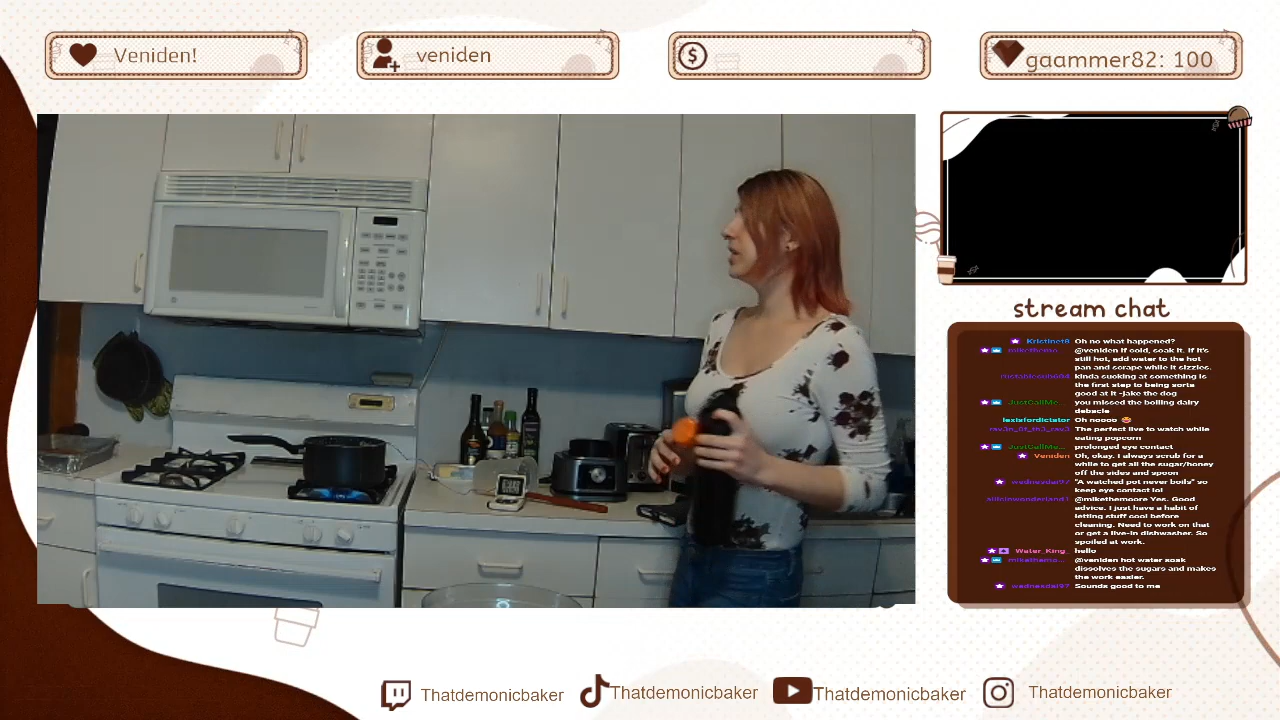 Veniden!
veniden
gaammer82: 100
stream chat
Kristinet8 Oh no what happened?
mikethemo... @veniden if cold, soak it. If it's
still hot, add water to the hot
pan and scrape while it sizzles.
kinda sucking at something is
the first step to being sorta
good at it -jake the dog
JustCallMe... you missed the boiling dairy
debacle
lexisfordictator Oh noooo
The perfect live to watch while
eating popcorn
JustCallMe... prolonged eye contact
Veniden Oh, okay. I always scrub for a
while to get all the sugar/honey
off the sides and spoon
wednesdai97 "A watched pot never boils" so
keep eye contact lol
@mikethemoore Yes. Good
advice. I just have a habit of
letting stuff cool before
cleaning. Need to work on that
or get a live-in dishwasher. So
spoiled at work.
Water_King_ hello
mikethemo... @veniden hot water soak
dissolves the sugars and makes
the work easier.
wednesdai97 Sounds good to me
Thatdemonicbaker
Thatdemonicbaker
Thatdemonicbaker
Thatdemonicbaker